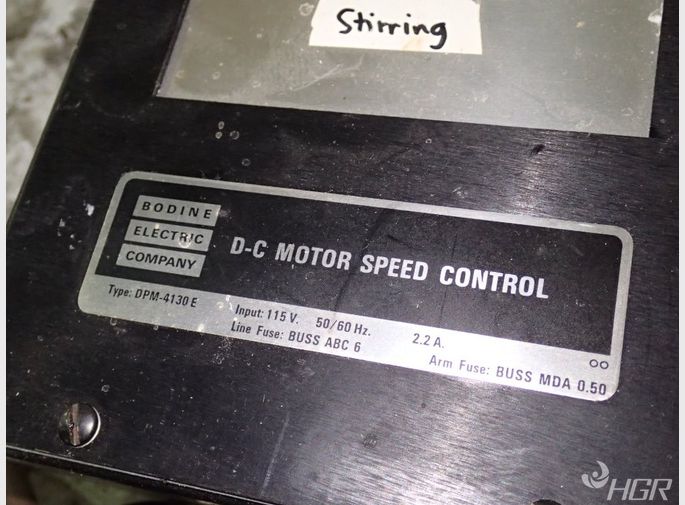 Stirring
BODINE
ELECTRIC
COMPANY
D-C MOTOR SPEED CONTROL
Type: DPM-4130 E
Input: 115 V. 50/60 Hz. 2.2 A.
Line Fuse: BUSS ABC 6
Arm Fuse: BUSS MDA 0.50
HGR